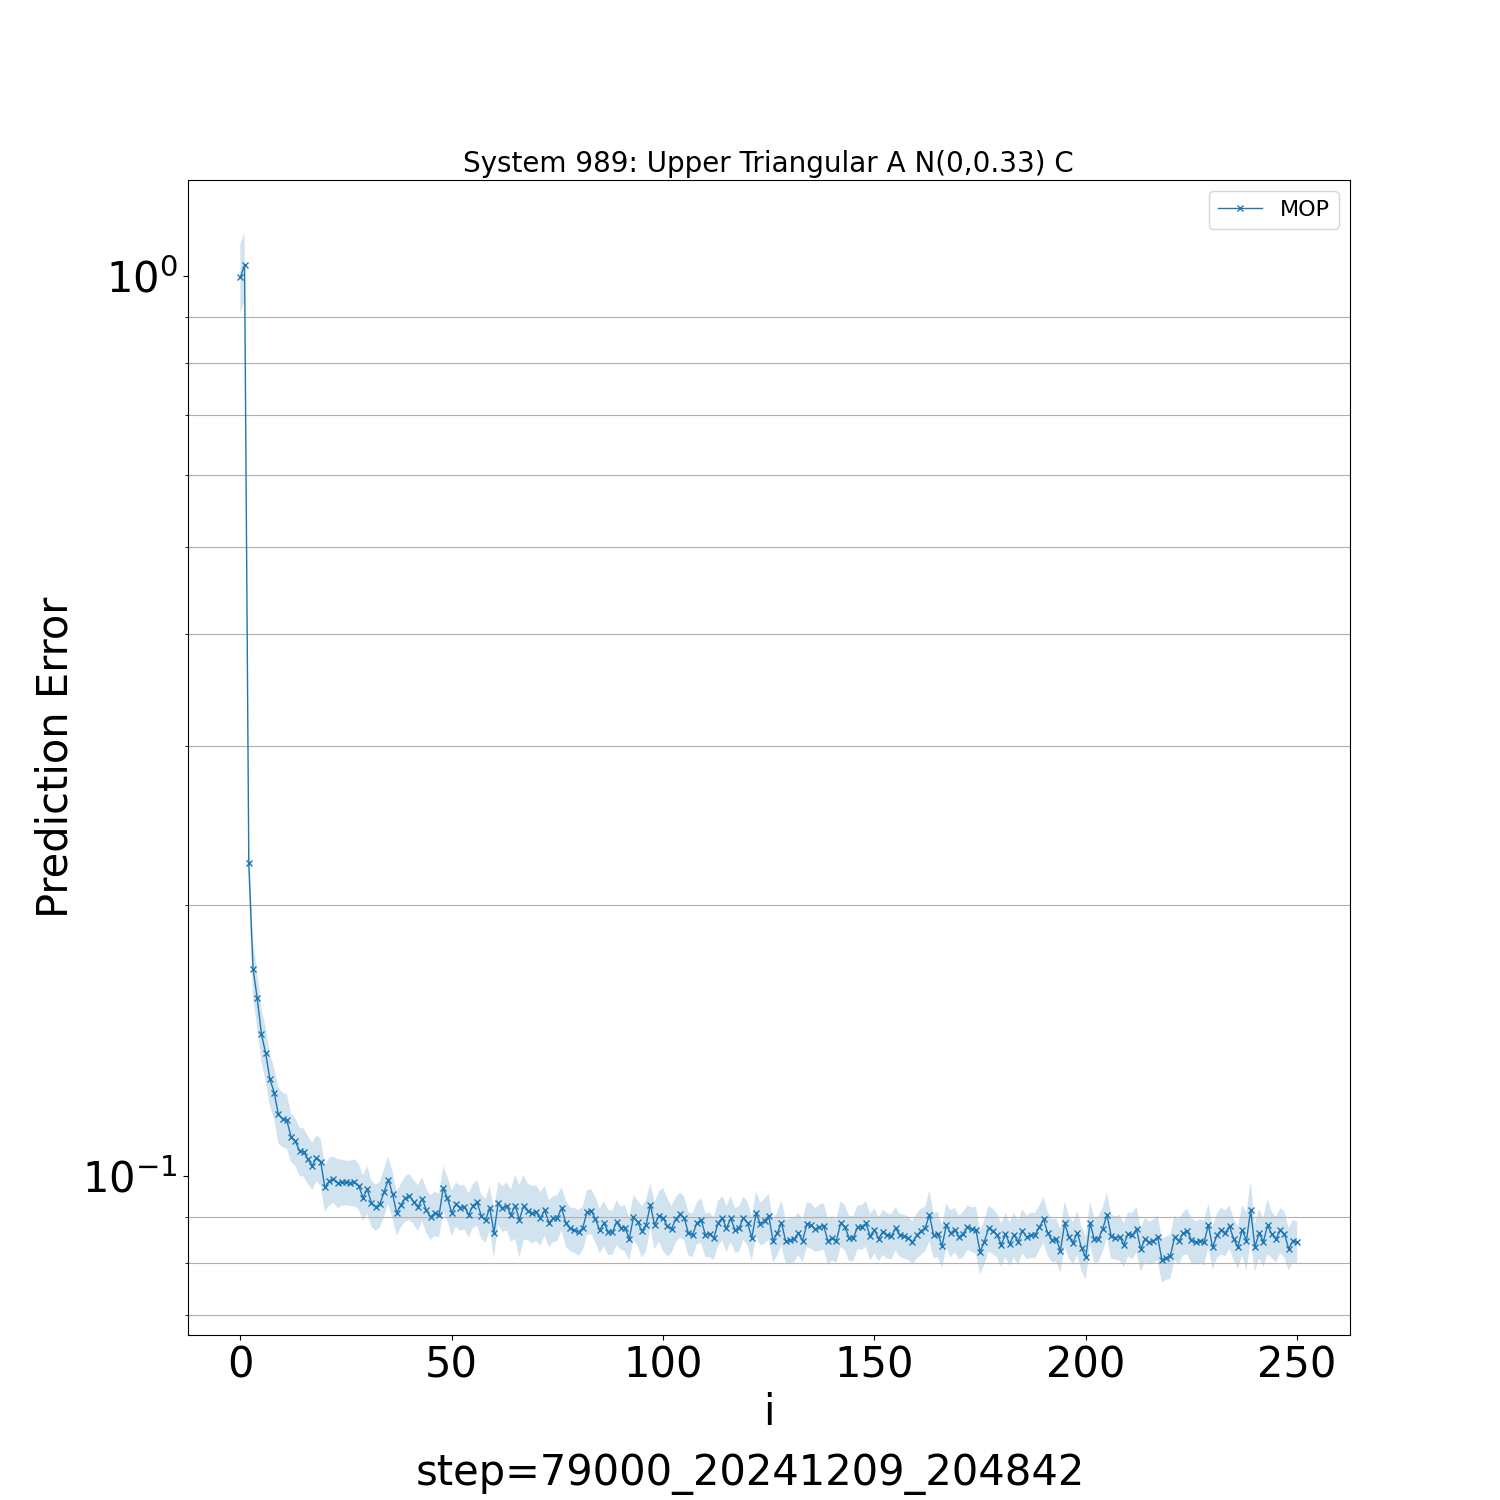 System 989: Upper Triangular A N(0,0.33) C
MOP
10⁰
10⁻¹
Prediction Error
0 50 100 150 200 250
i
step=79000_20241209_204842